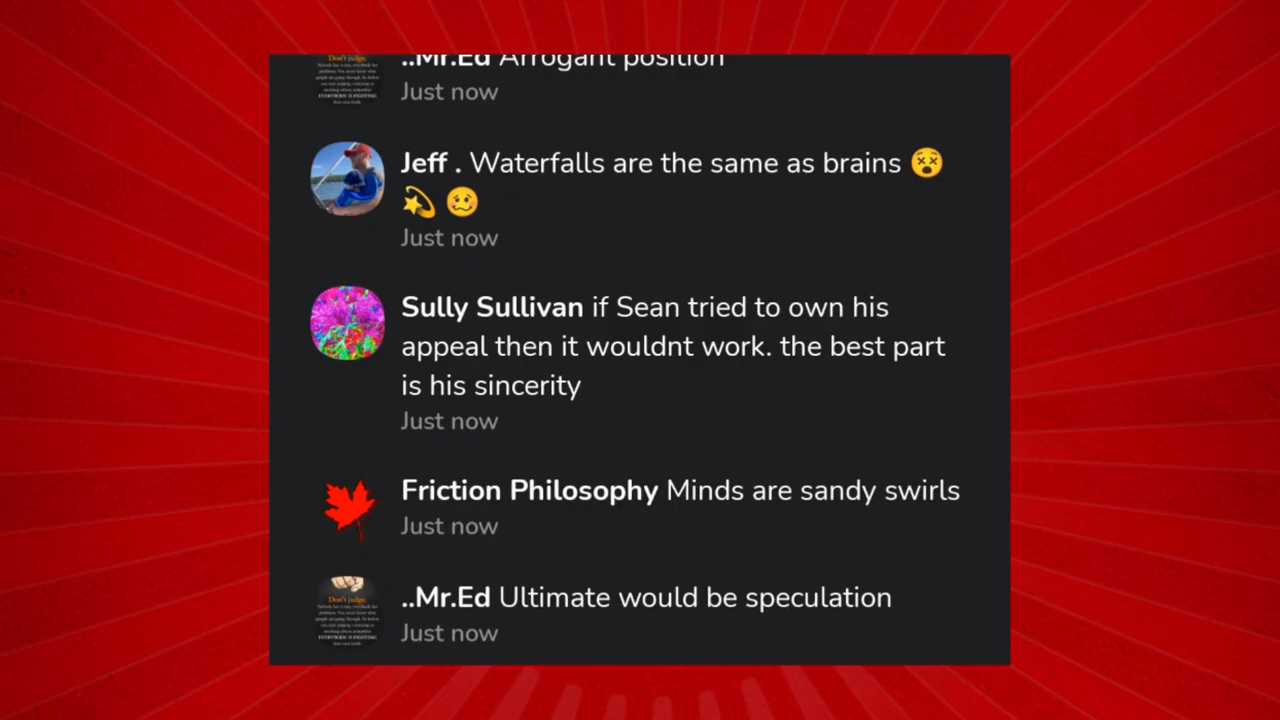 ..Mr.Ed Arrogant position
Just now
Jeff . Waterfalls are the same as brains 😵
💫 🥴
Just now
Sully Sullivan if Sean tried to own his
appeal then it wouldnt work. the best part
is his sincerity
Just now
Friction Philosophy Minds are sandy swirls
Just now
Don't judge.
..Mr.Ed Ultimate would be speculation
Just now